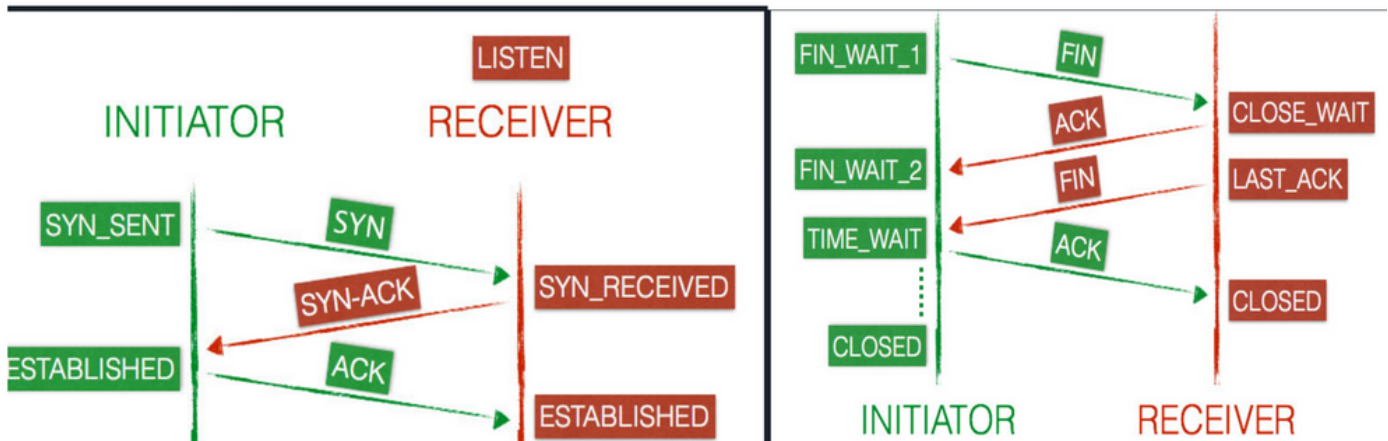 LISTEN
INITIATOR
RECEIVER
SYN_SENT
SYN
SYN_RECEIVED
SYN-ACK
ESTABLISHED
ACK
ESTABLISHED
FIN_WAIT_1
FIN
CLOSE_WAIT
ACK
FIN_WAIT_2
FIN
LAST_ACK
TIME_WAIT
ACK
CLOSED
CLOSED
INITIATOR
RECEIVER